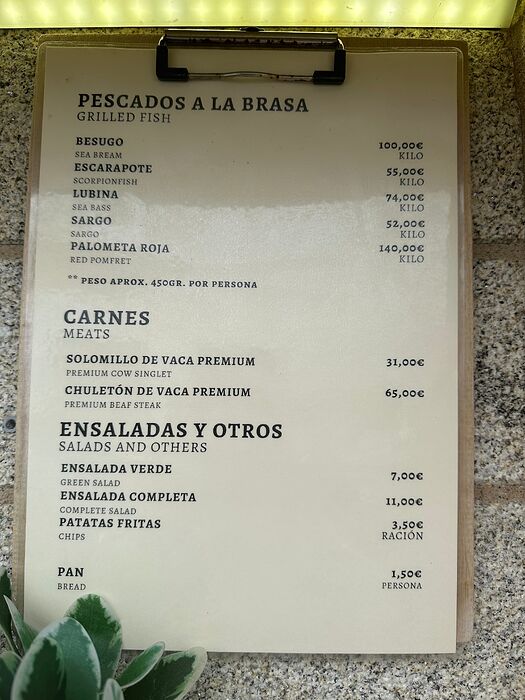 PESCADOS A LA BRASA
GRILLED FISH
BESUGO 100,00€
SEA BREAM KILO
ESCARAPOTE 55,00€
SCORPIONFISH KILO
LUBINA 74,00€
SEA BASS KILO
SARGO 52,00€
SARGO KILO
PALOMETA ROJA 140,00€
RED POMFRET KILO
** PESO APROX. 450GR. POR PERSONA
CARNES
MEATS
SOLOMILLO DE VACA PREMIUM 31,00€
PREMIUM COW SINGLET
CHULETÓN DE VACA PREMIUM 65,00€
PREMIUM BEEF STEAK
ENSALADAS Y OTROS
SALADS AND OTHERS
ENSALADA VERDE 7,00€
GREEN SALAD
ENSALADA COMPLETA 11,00€
COMPLETE SALAD
PATATAS FRITAS 3,50€
CHIPS RACIÓN
PAN 1,50€
BREAD PERSONA